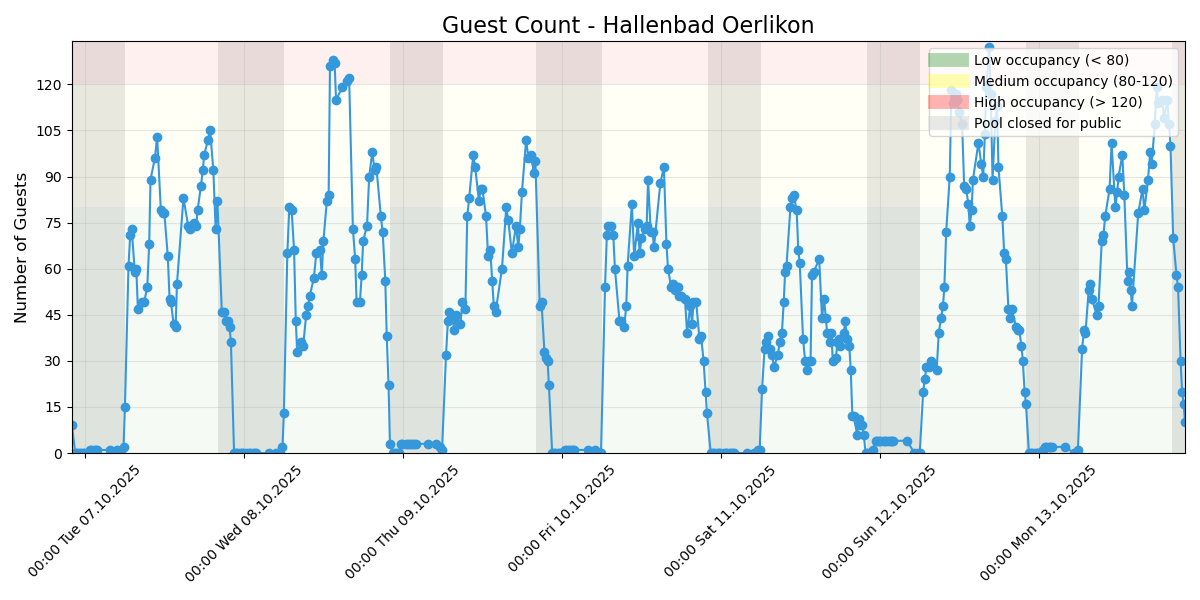 Guest Count - Hallenbad Oerlikon
Number of Guests
120
105
90
75
60
45
30
15
0
Low occupancy (< 80)
Medium occupancy (80-120)
High occupancy (> 120)
Pool closed for public
00:00 Tue 07.10.2025
00:00 Wed 08.10.2025
00:00 Thu 09.10.2025
00:00 Fri 10.10.2025
00:00 Sat 11.10.2025
00:00 Sun 12.10.2025
00:00 Mon 13.10.2025